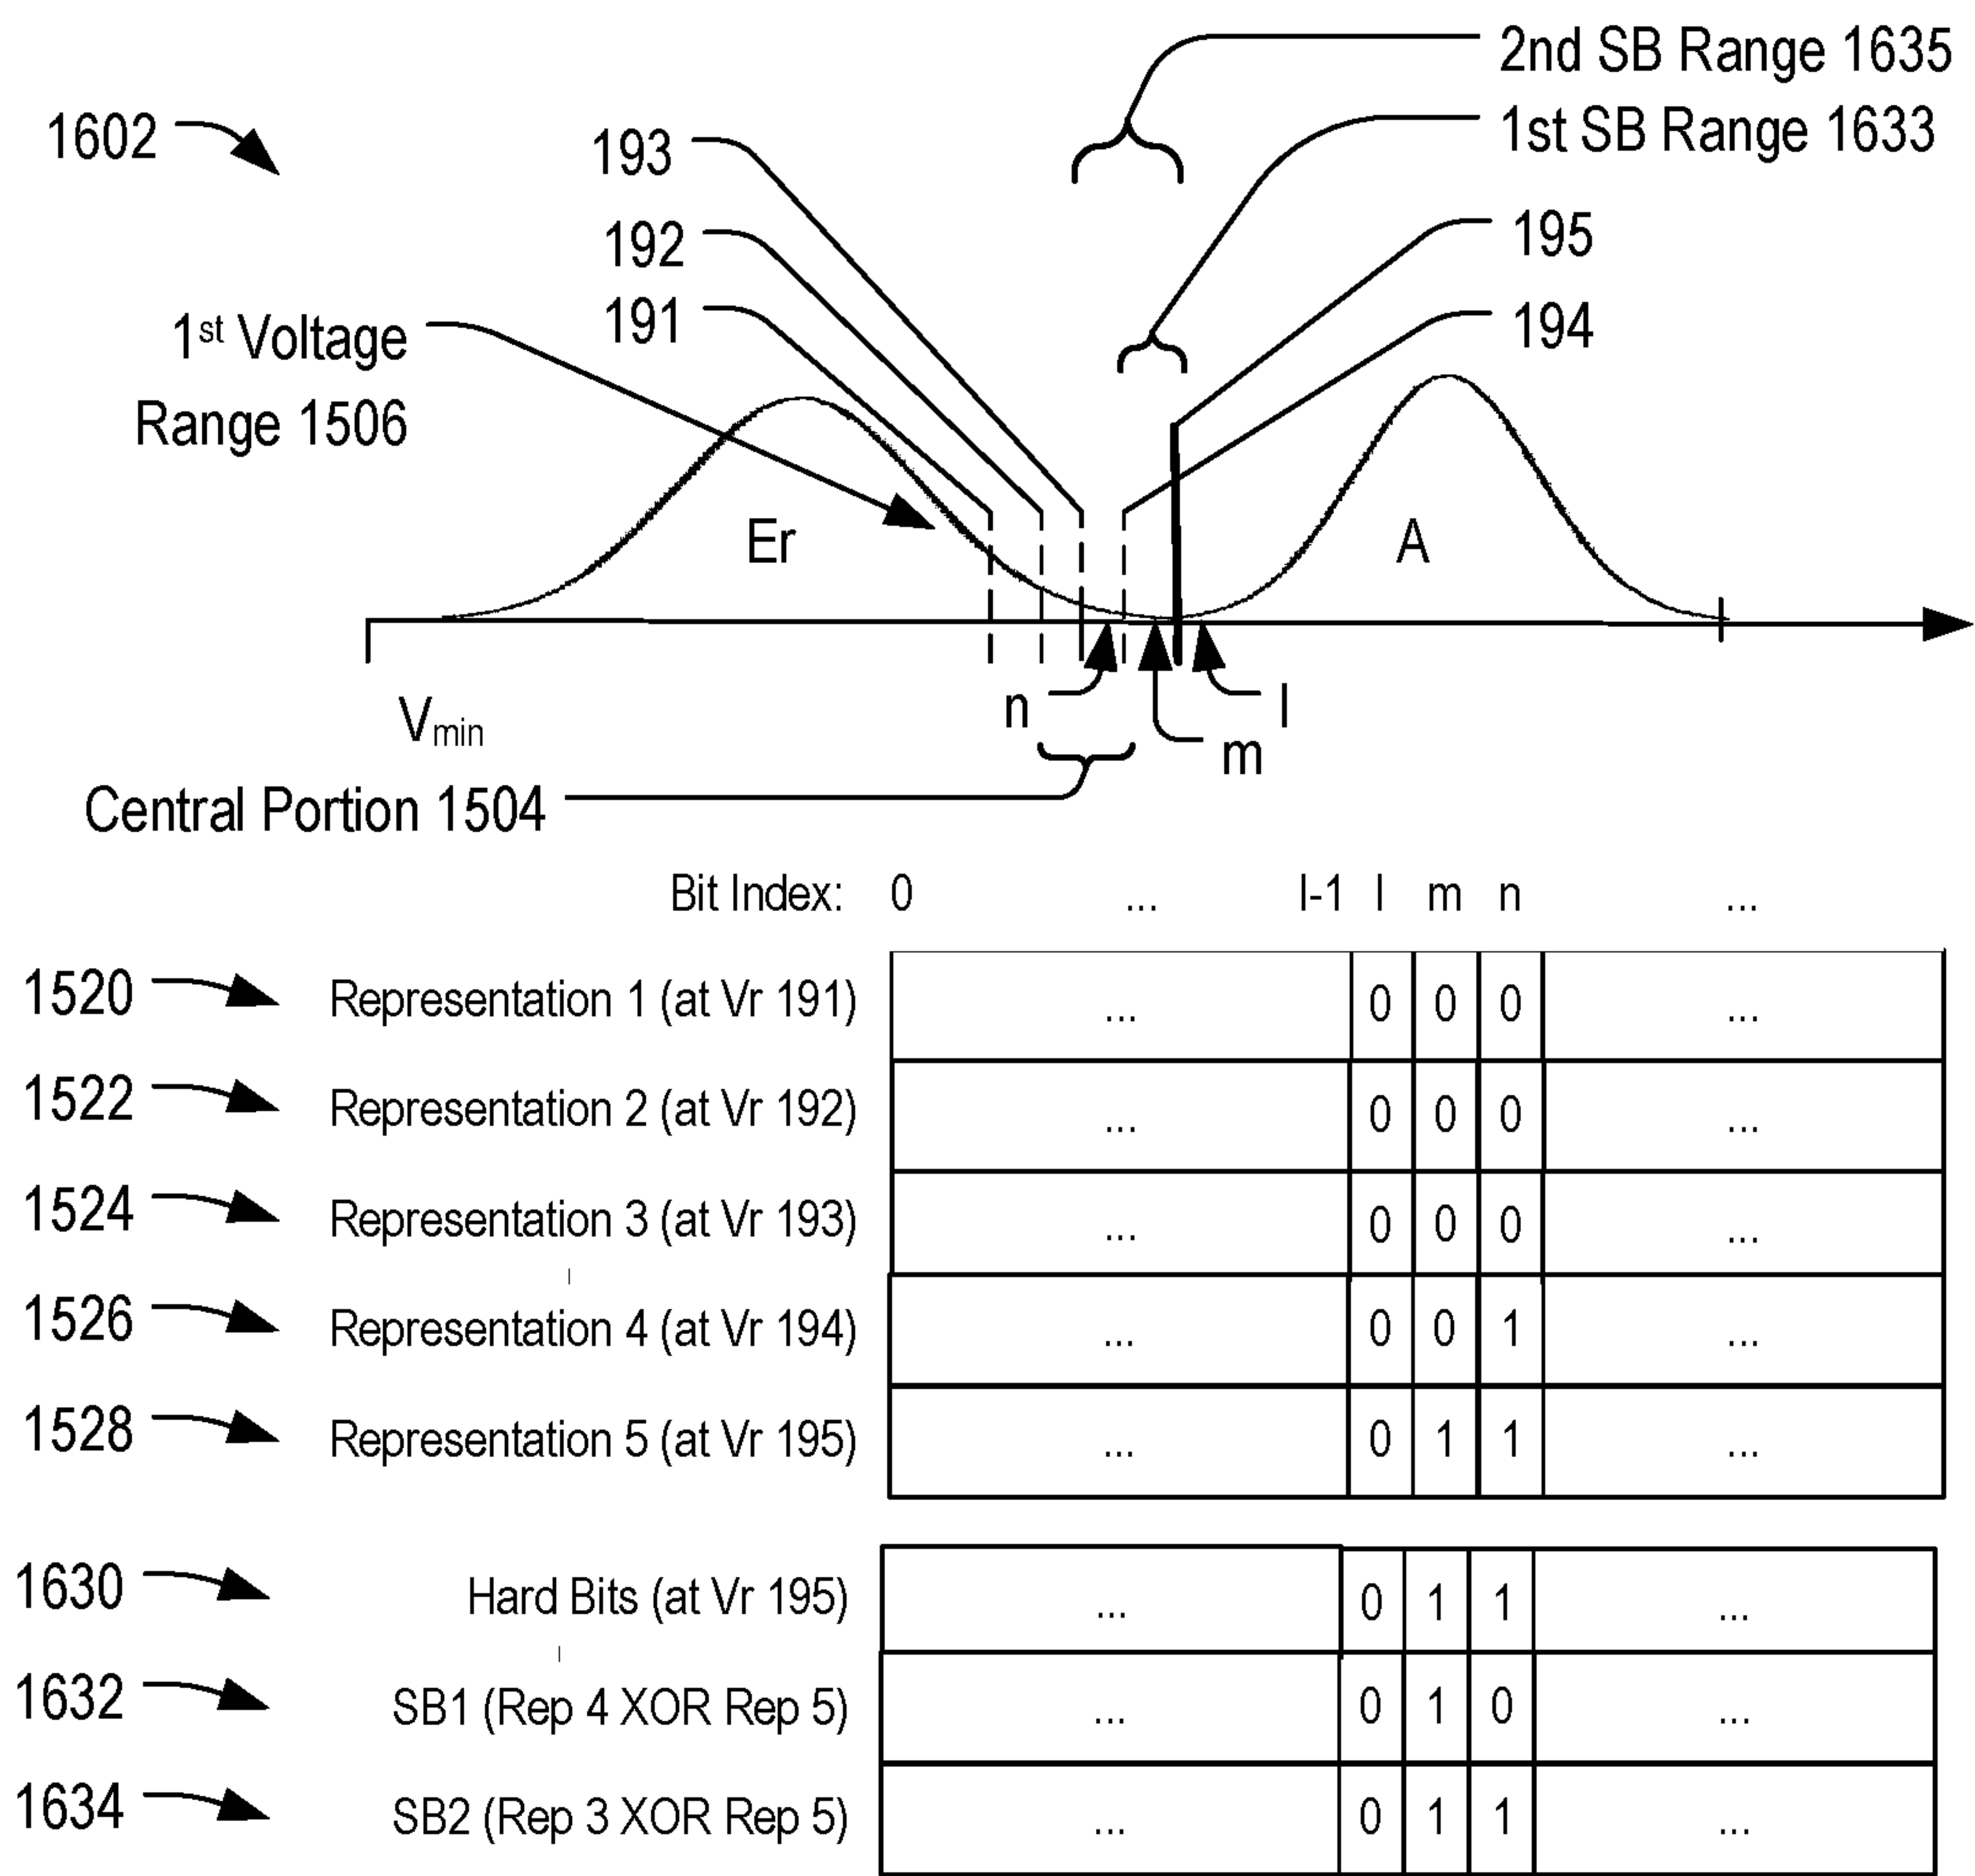 2nd SB Range 1635
1st SB Range 1633
1602
193
192
191
195
194
1st Voltage
Range 1506
Er
A
n
l
m
Vmin
Central Portion 1504
Bit Index: 0 ... l-1 l m n ...
1520 Representation 1 (at Vr 191) ... 0 0 0 ...
1522 Representation 2 (at Vr 192) ... 0 0 0 ...
1524 Representation 3 (at Vr 193) ... 0 0 0 ...
1526 Representation 4 (at Vr 194) ... 0 0 1 ...
1528 Representation 5 (at Vr 195) ... 0 1 1 ...
1630 Hard Bits (at Vr 195) ... 0 1 1 ...
1632 SB1 (Rep 4 XOR Rep 5) ... 0 1 0 ...
1634 SB2 (Rep 3 XOR Rep 5) ... 0 1 1 ...